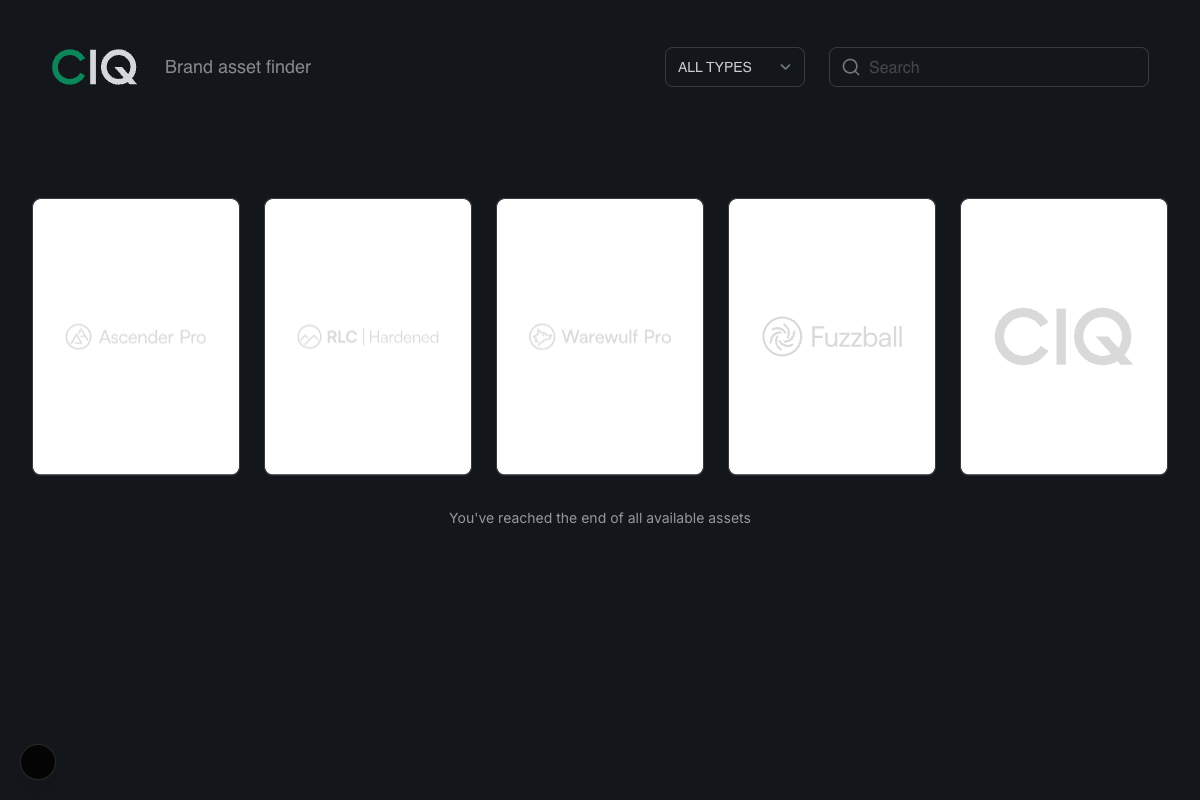 CIQ
Brand asset finder
ALL TYPES
Search
Ascender Pro
RLC | Hardened
Warewulf Pro
Fuzzball
CIQ
You've reached the end of all available assets